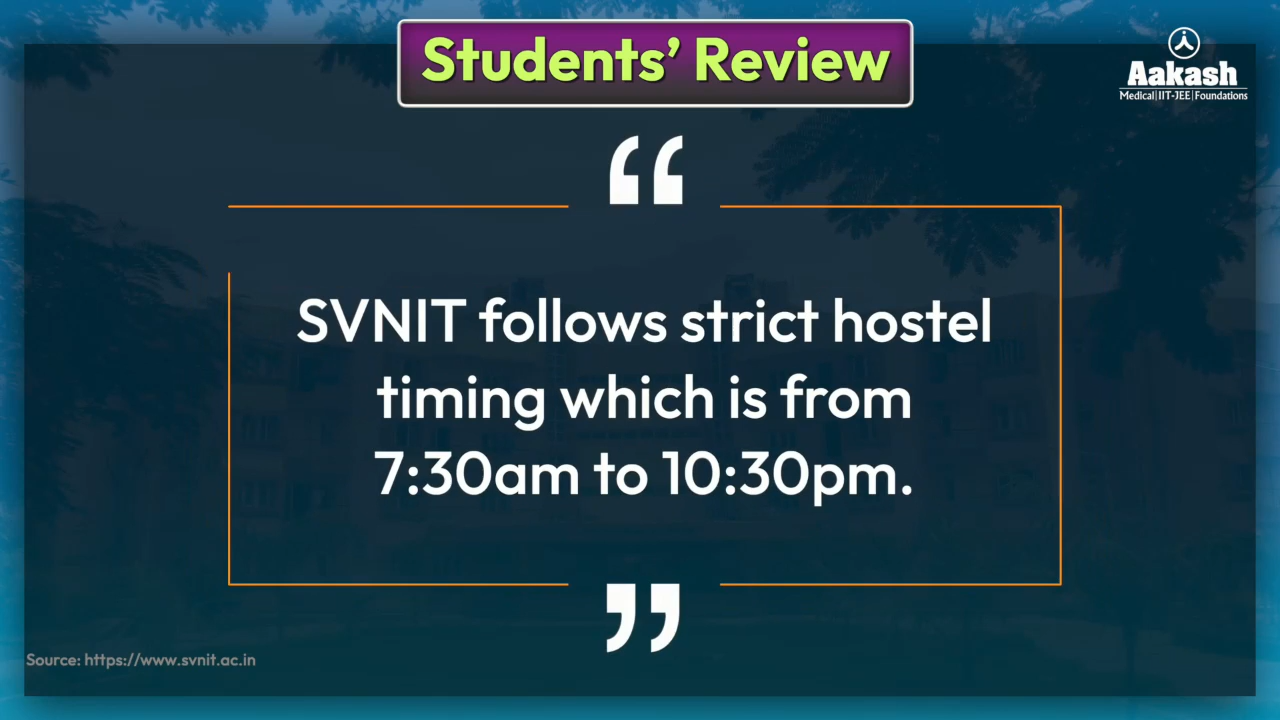 Students’ Review
Aakash
Medical|IIT-JEE|Foundations
“
SVNIT follows strict hostel
timing which is from
7:30am to 10:30pm.
”
Source: https://www.svnit.ac.in